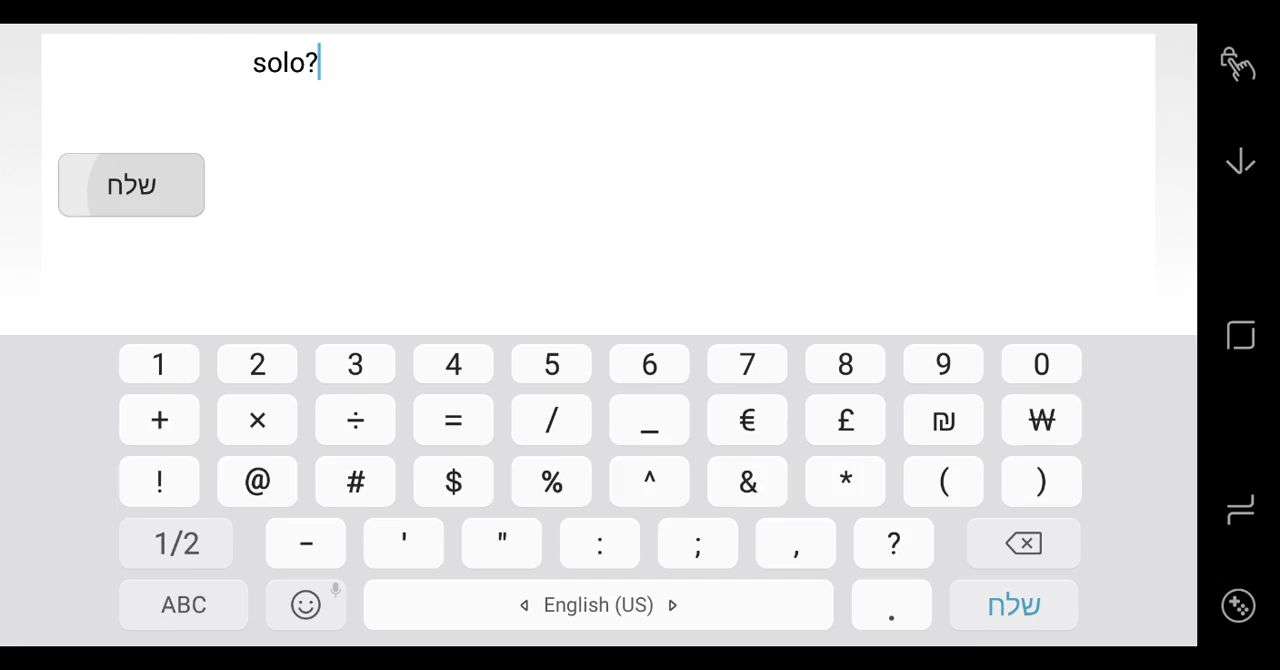 solo?
שלח
1 2 3 4 5 6 7 8 9 0
+ × ÷ = / _ € £ ₪ ₩
! @ # $ % ^ & * ( )
1/2 - ' " : ; , ?
ABC English (US) . שלח